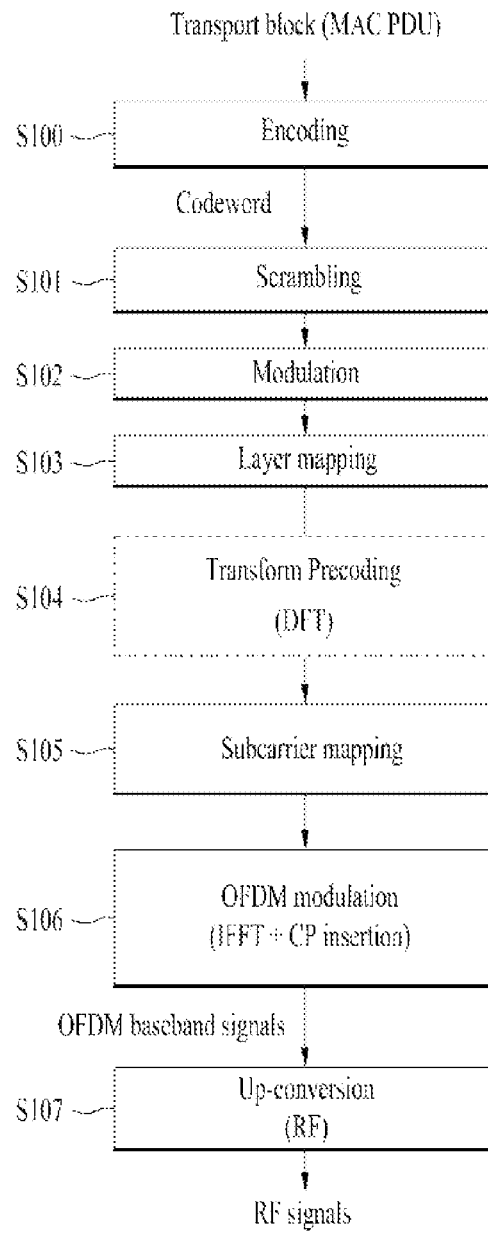 Transport block (MAC PDU)
S100
Encoding
Codeword
S101
Scrambling
S102
Modulation
S103
Layer mapping
S104
Transform Precoding
(DFT)
S105
Subcarrier mapping
S106
OFDM modulation
(IFFT + CP insertion)
OFDM baseband signals
S107
Up-conversion
(RF)
RF signals